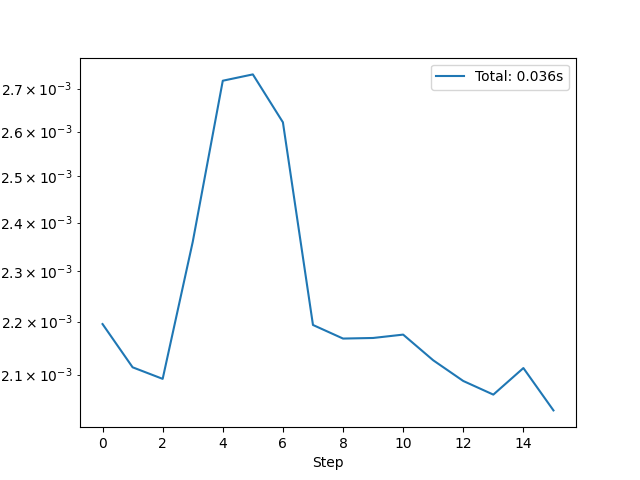 Total: 0.036s
2.7 × 10⁻³
2.6 × 10⁻³
2.5 × 10⁻³
2.4 × 10⁻³
2.3 × 10⁻³
2.2 × 10⁻³
2.1 × 10⁻³
0 2 4 6 8 10 12 14
Step